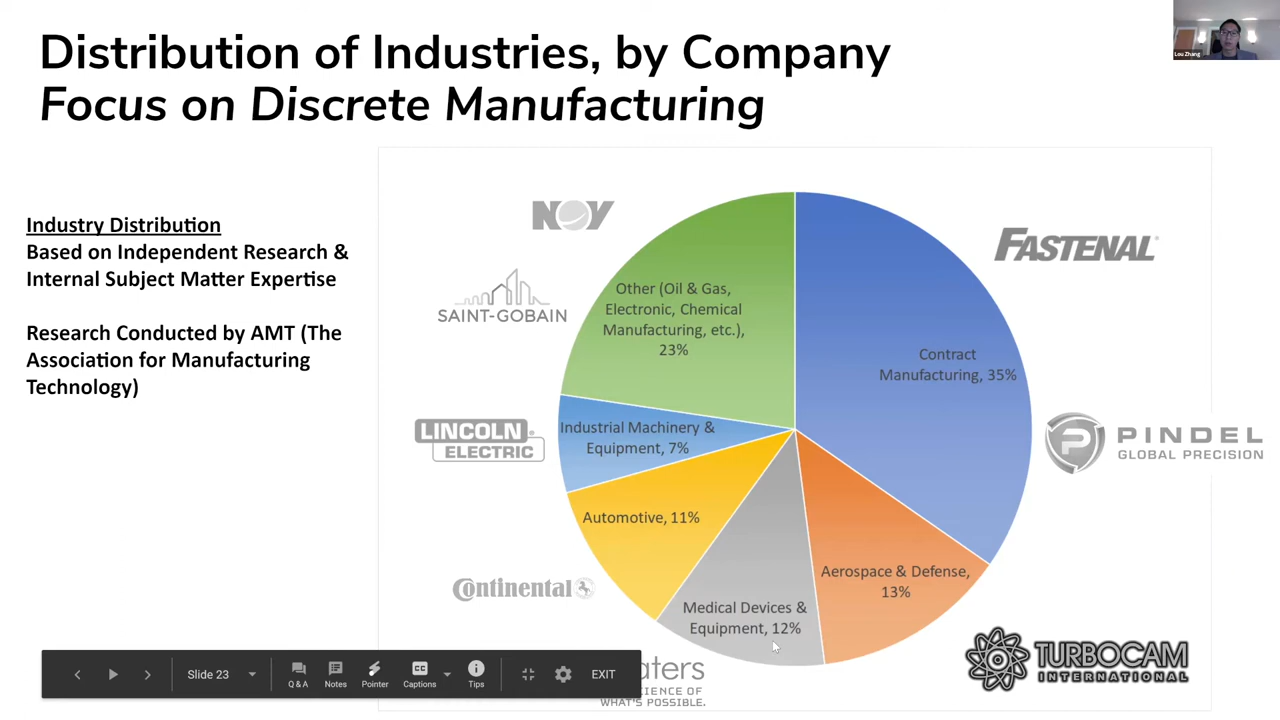 Distribution of Industries, by Company
Focus on Discrete Manufacturing
Lou Zhang
Industry Distribution
Based on Independent Research &
Internal Subject Matter Expertise
Research Conducted by AMT (The
Association for Manufacturing
Technology)
NOV
FASTENAL
SAINT-GOBAIN
Other (Oil & Gas,
Electronic, Chemical
Manufacturing, etc.),
23%
Contract
Manufacturing, 35%
LINCOLN
ELECTRIC
Industrial Machinery &
Equipment, 7%
PINDEL
GLOBAL PRECISION
Automotive, 11%
Continental
Aerospace & Defense,
13%
Medical Devices &
Equipment, 12%
TURBOCAM
INTERNATIONAL
aters
CIENCE OF
WHAT'S POSSIBLE.
Slide 23
Q & A
Notes
Pointer
Captions
Tips
EXIT